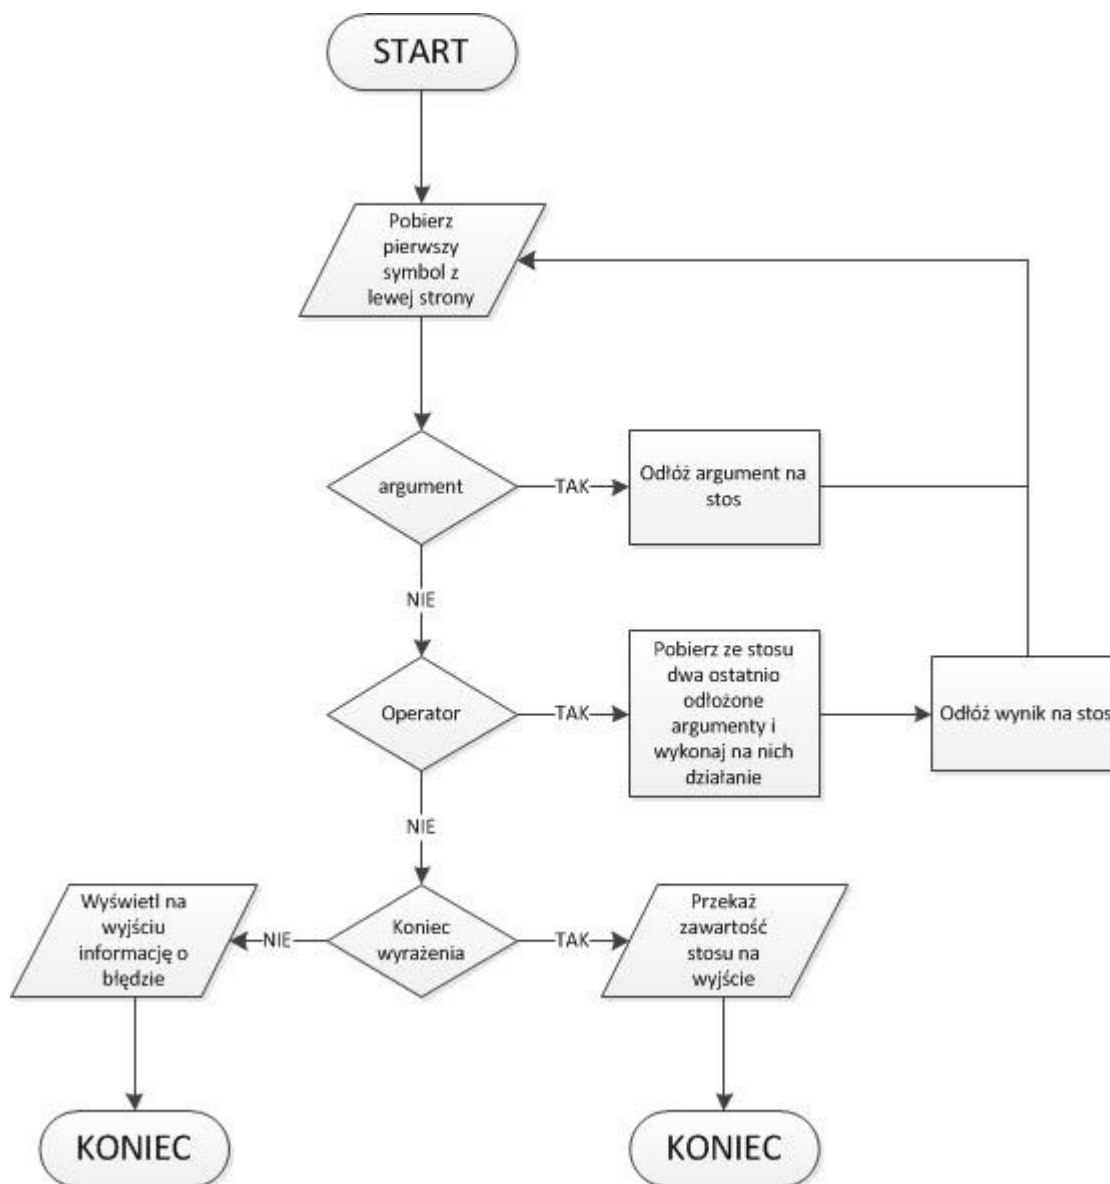 START
Pobierz
pierwszy
symbol z
lewej strony
argument
TAK
Odłóż argument na
stos
NIE
Operator
TAK
Pobierz ze stosu
dwa ostatnio
odłożone
argumenty i
wykonaj na nich
działanie
Odłóż wynik na stos
NIE
Wyświetl na
wyjściu
informację o
błędzie
NIE
Koniec
wyrażenia
TAK
Przekaż
zawartość
stosu na
wyjście
KONIEC
KONIEC